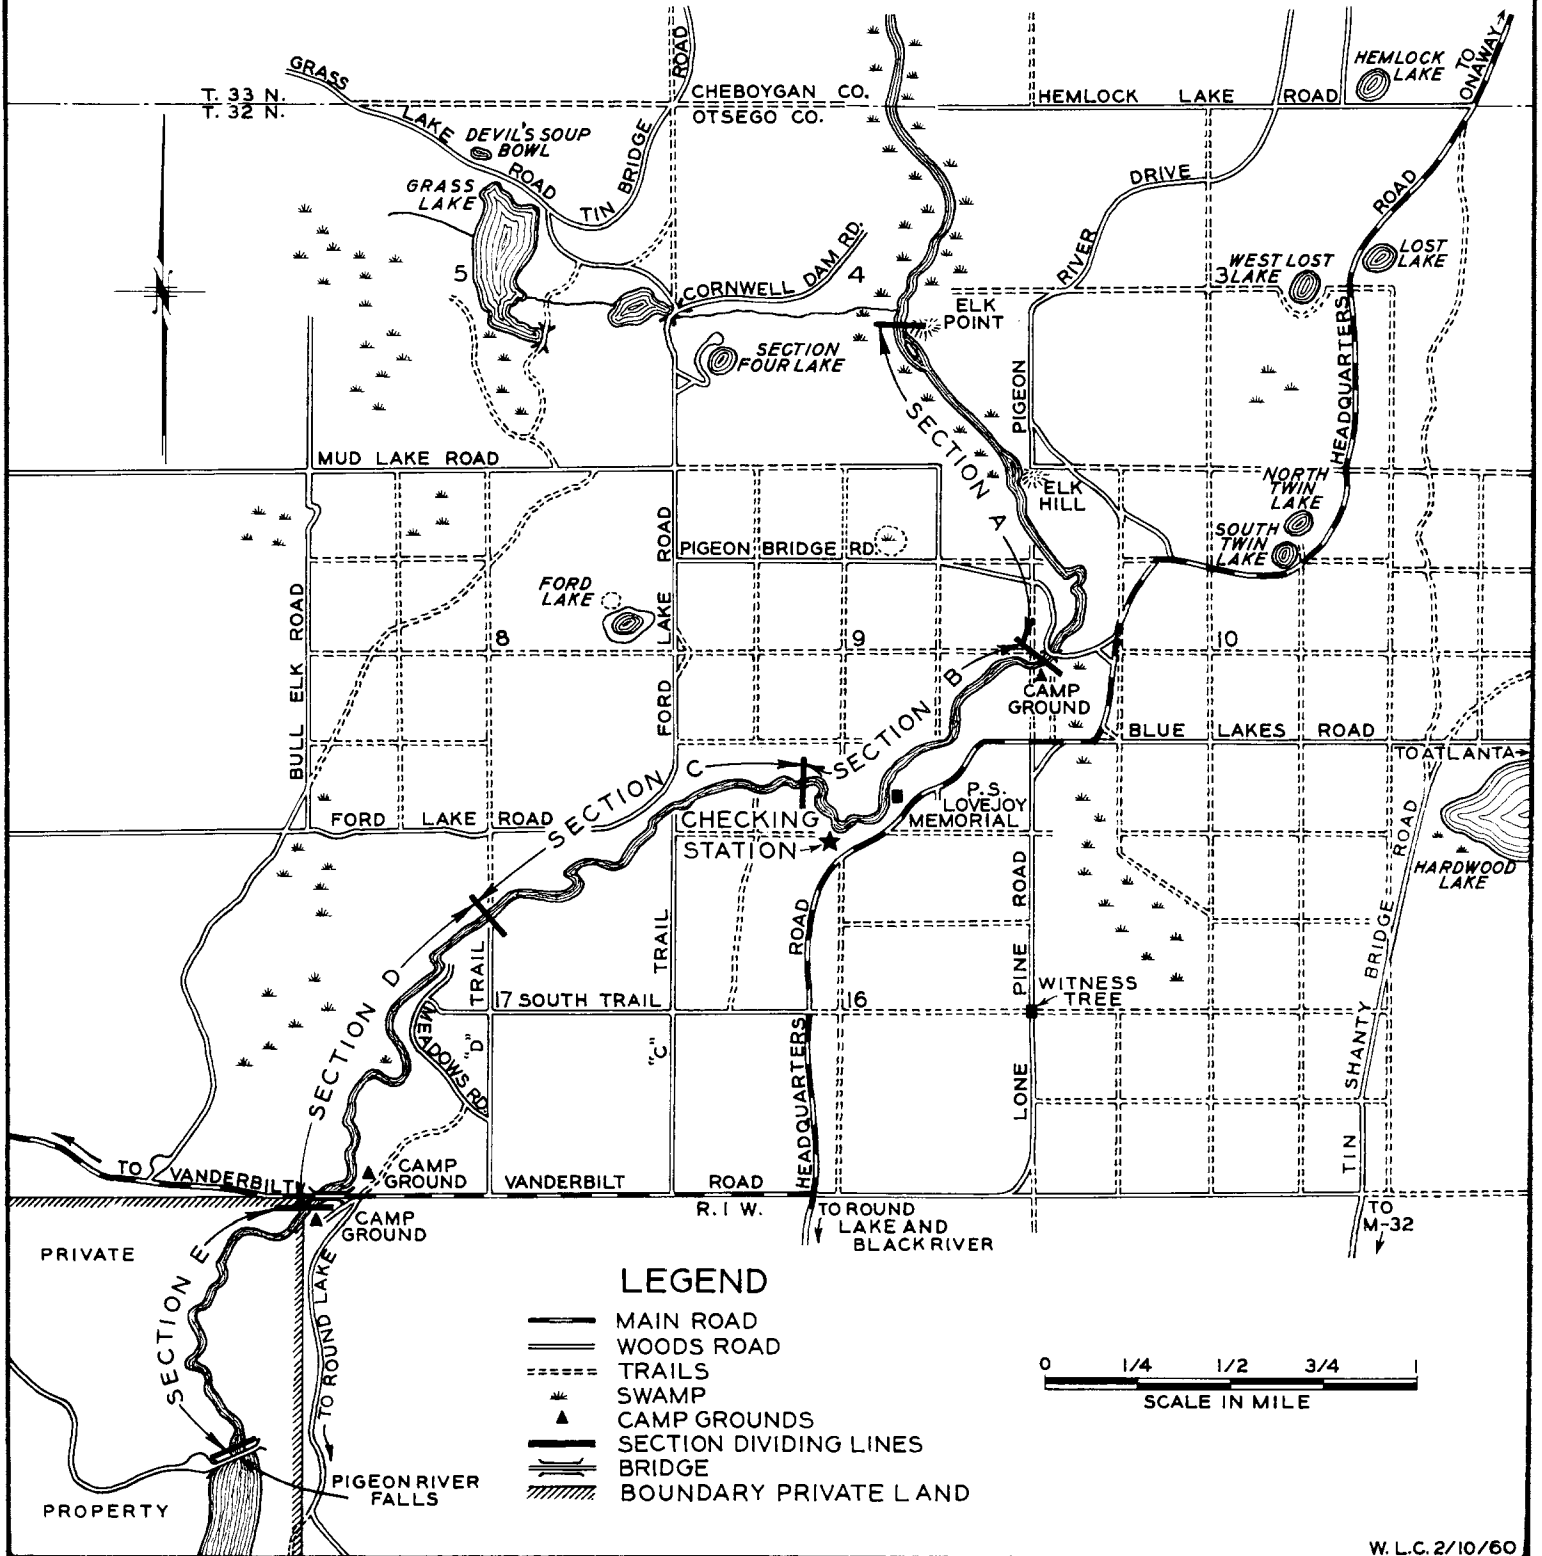 GRASS LAKE ROAD
T. 33 N.
T. 32 N.
DEVIL'S SOUP
BOWL
GRASS
LAKE
TIN BRIDGE ROAD
CHEBOYGAN CO.
OTSEGO CO.
HEMLOCK LAKE ROAD
HEMLOCK
LAKE
TO
ONAWAY
RIVER DRIVE
PIGEON
HEADQUARTERS ROAD
LOST
LAKE
WEST LOST
LAKE
3
5
4
CORNWELL DAM RD.
ELK
POINT
SECTION
FOUR LAKE
SECTION A
MUD LAKE ROAD
ELK
HILL
NORTH
TWIN
LAKE
SOUTH
TWIN
LAKE
PIGEON BRIDGE RD.
FORD
LAKE
FORD LAKE ROAD
BULL ELK ROAD
8
9
10
CAMP
GROUND
SECTION B
BLUE LAKES ROAD
TO ATLANTA
SECTION C
P.S.
LOVEJOY
MEMORIAL
FORD LAKE ROAD
CHECKING
STATION
HARDWOOD
LAKE
SECTION D
TRAIL "D"
TRAIL "C"
HEADQUARTERS ROAD
LONE PINE ROAD
WITNESS
TREE
TIN SHANTY BRIDGE ROAD
17 SOUTH TRAIL
16
MEADOWS RD.
TO VANDERBILT
CAMP
GROUND
VANDERBILT ROAD
R. I W.
CAMP
GROUND
TO ROUND
LAKE AND
BLACK RIVER
TO
M-32
PRIVATE
SECTION E
TO ROUND LAKE
PIGEON RIVER
FALLS
PROPERTY
LEGEND
MAIN ROAD
WOODS ROAD
TRAILS
SWAMP
CAMP GROUNDS
SECTION DIVIDING LINES
BRIDGE
BOUNDARY PRIVATE LAND
0 1/4 1/2 3/4 1
SCALE IN MILE
W. L.C. 2/10/60